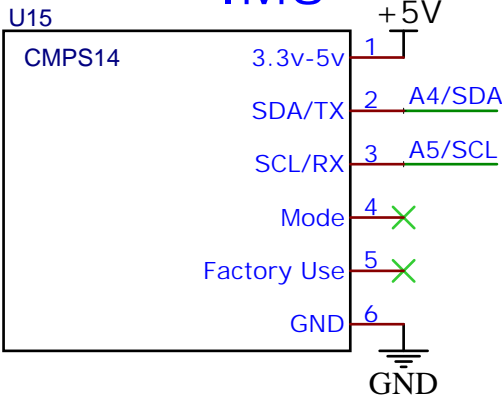 IMU
+5V
U15
CMPS14
3.3v-5v 1
SDA/TX 2 A4/SDA
SCL/RX 3 A5/SCL
Mode 4
Factory Use 5
GND 6
GND